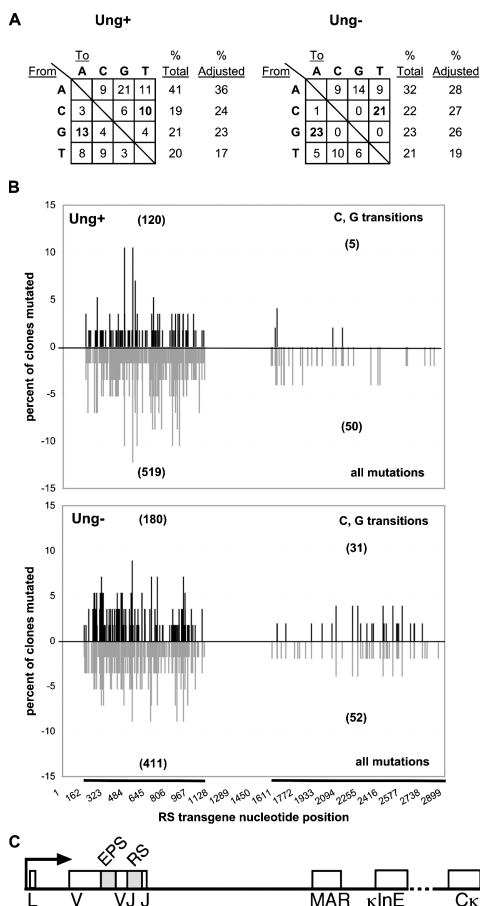 A
Ung+
Ung-
To % %
From A C G T Total Adjusted
A 9 21 11 41 36
C 3 6 10 19 24
G 13 4 4 21 23
T 8 9 3 20 17
To % %
From A C G T Total Adjusted
A 9 14 9 32 28
C 1 0 21 22 27
G 23 0 0 23 26
T 5 10 6 21 19
B
15
10
5
0
-5
-10
-15
percent of clones mutated
Ung+
(120)
C, G transitions
(5)
(50)
(519)
all mutations
15
10
5
0
-5
-10
-15
percent of clones mutated
Ung-
(180)
C, G transitions
(31)
(52)
(411)
all mutations
1 162 323 484 645 806 967 1128 1289 1450 1611 1772 1933 2094 2255 2416 2577 2738 2899
RS transgene nucleotide position
C
EPS RS
L V VJ J MAR κInE Cκ